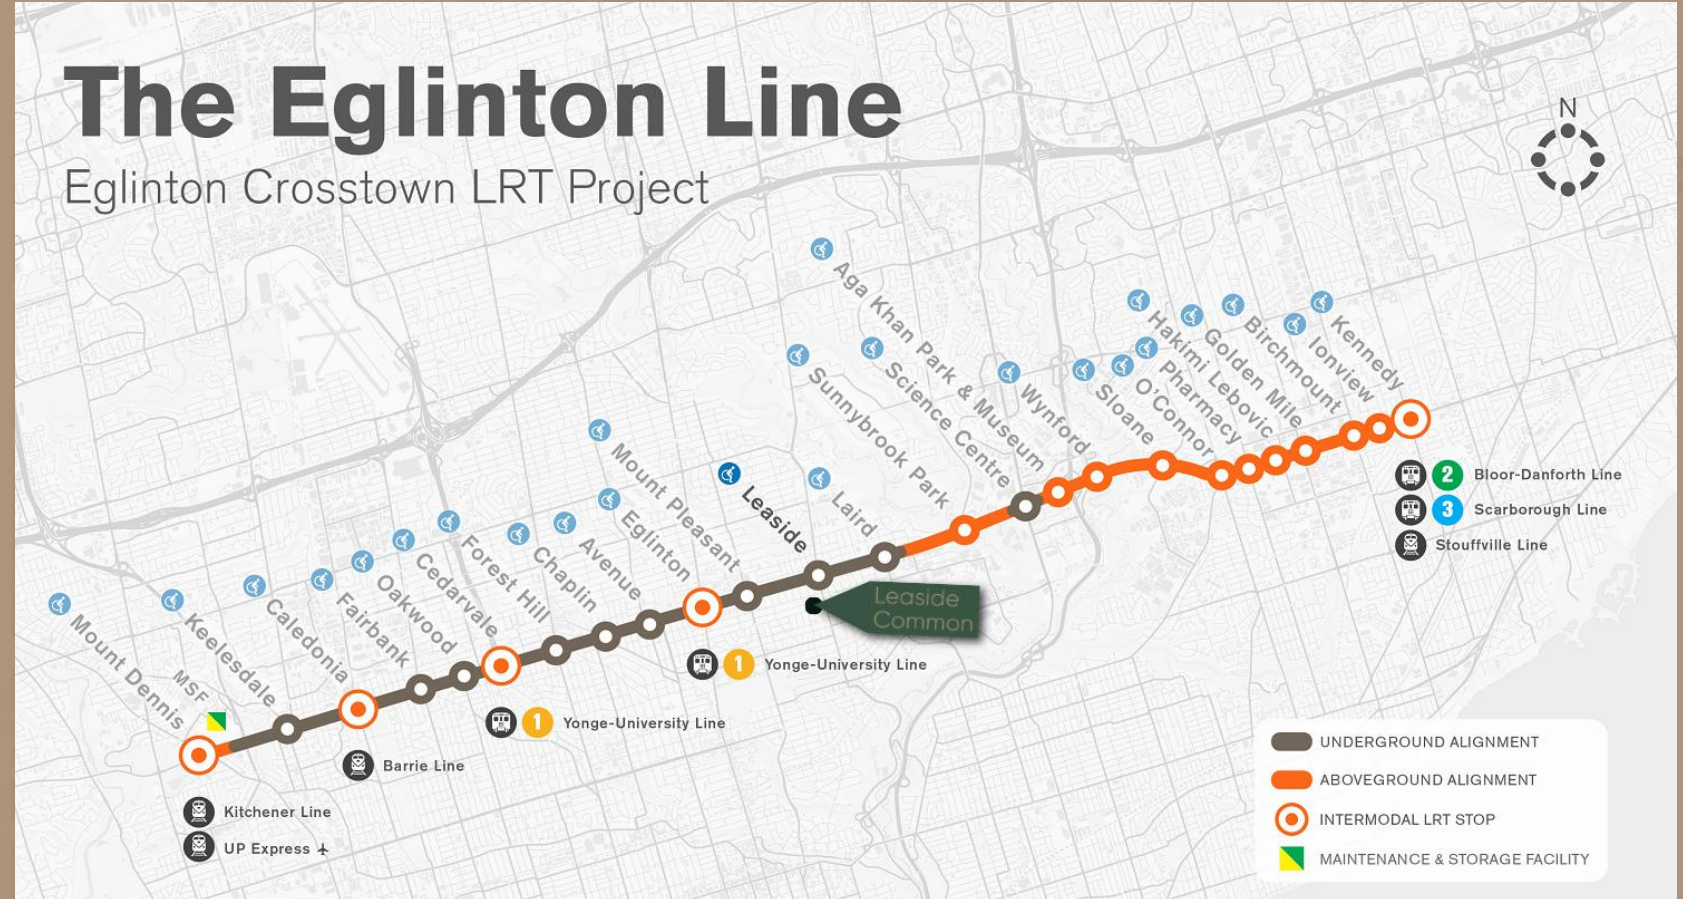 The Eglinton Line
Eglinton Crosstown LRT Project
N
Mount Dennis
MSF
Keelesdale
Caledonia
Fairbank
Oakwood
Cedarvale
Forest Hill
Chaplin
Avenue
Eglinton
Mount Pleasant
Leaside
Laird
Sunnybrook Park
Science Centre
Aga Khan Park & Museum
Wynford
Sloane
O'Connor
Pharmacy
Hakimi Lebovic
Golden Mile
Birchmount
Ionview
Kennedy
2 Bloor-Danforth Line
3 Scarborough Line
Stouffville Line
Leaside
Common
1 Yonge-University Line
1 Yonge-University Line
Barrie Line
Kitchener Line
UP Express
UNDERGROUND ALIGNMENT
ABOVEGROUND ALIGNMENT
INTERMODAL LRT STOP
MAINTENANCE & STORAGE FACILITY